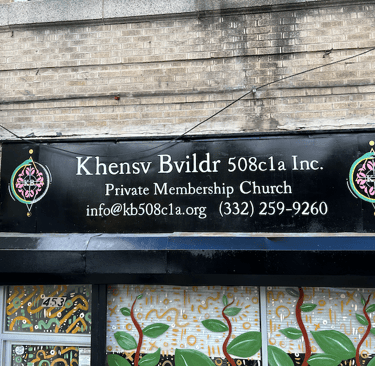 Khensv Bvildr 508c1a Inc.
Private Membership Church
info@kb508c1a.org (332) 259-9260
453